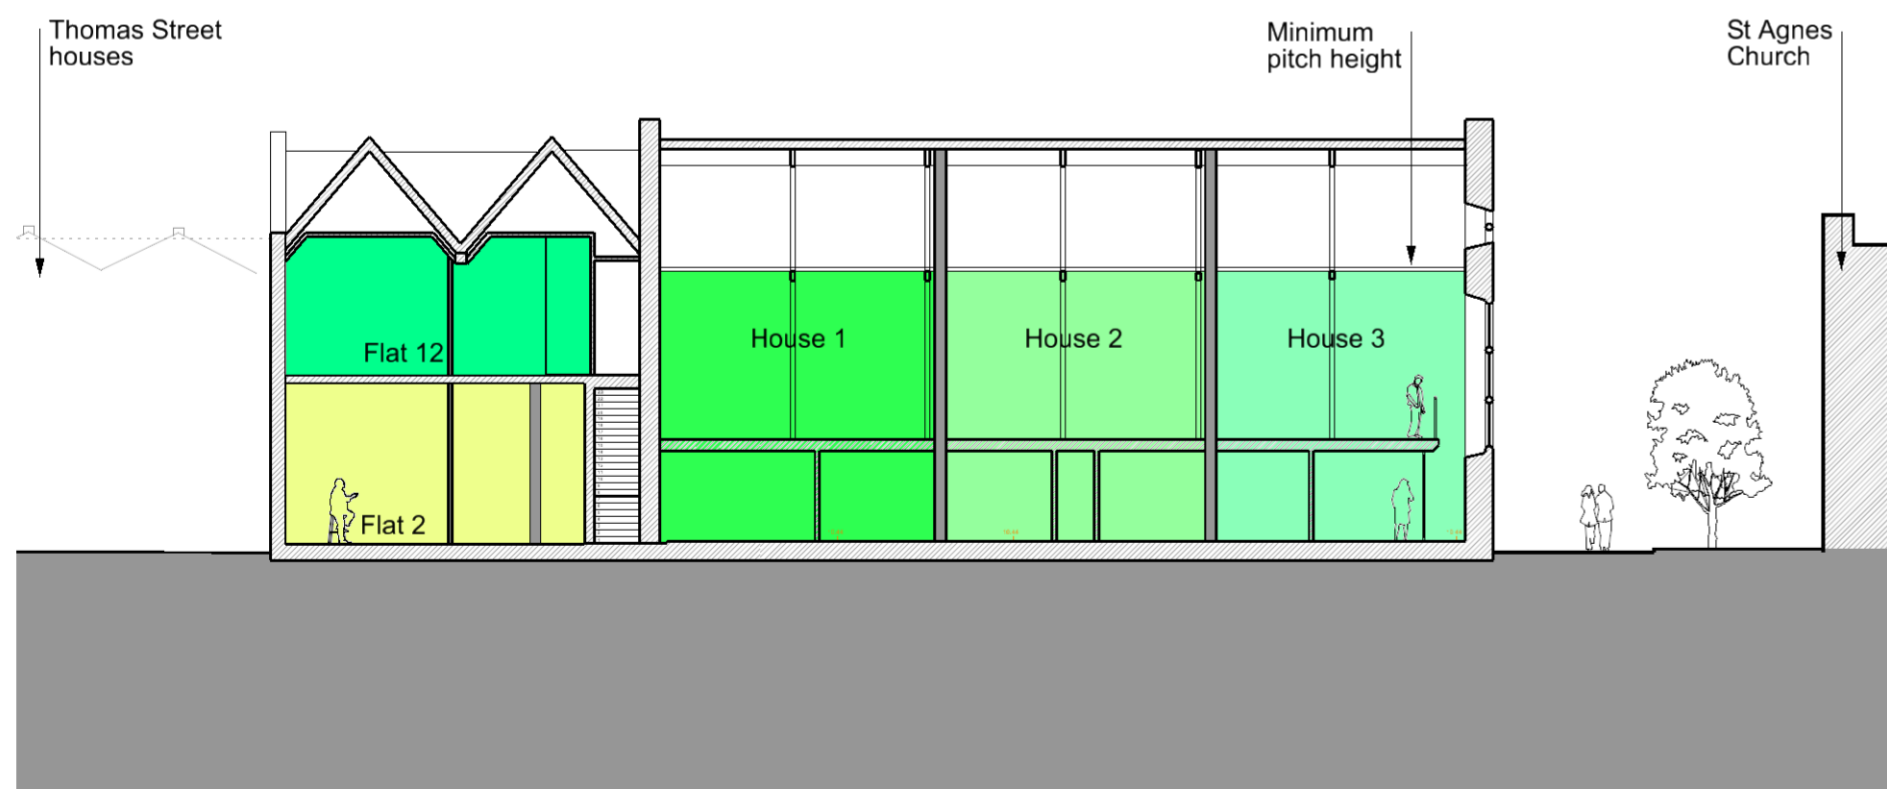 Thomas Street
houses
Minimum
pitch height
St Agnes
Church
House 1
House 2
House 3
Flat 12
Flat 2